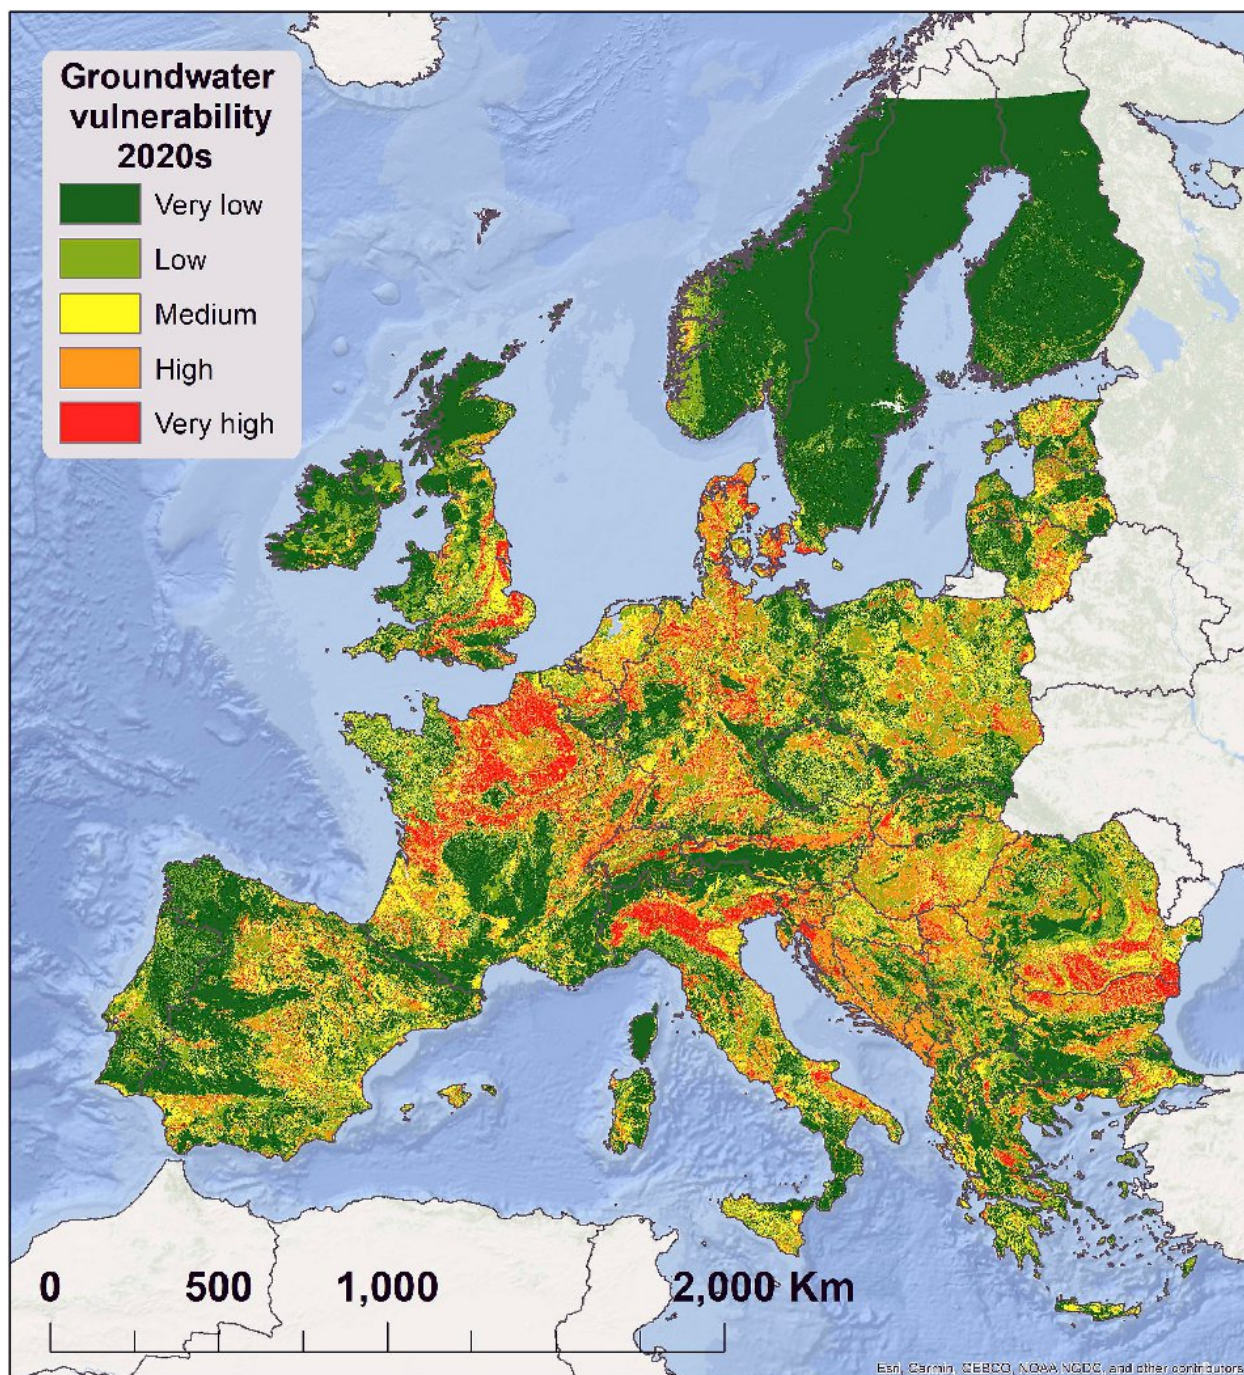 Groundwater
vulnerability
2020s
Very low
Low
Medium
High
Very high
0 500 1,000 2,000 Km
Esri, Garmin, GEBCO, NOAA NGDC, and other contributors